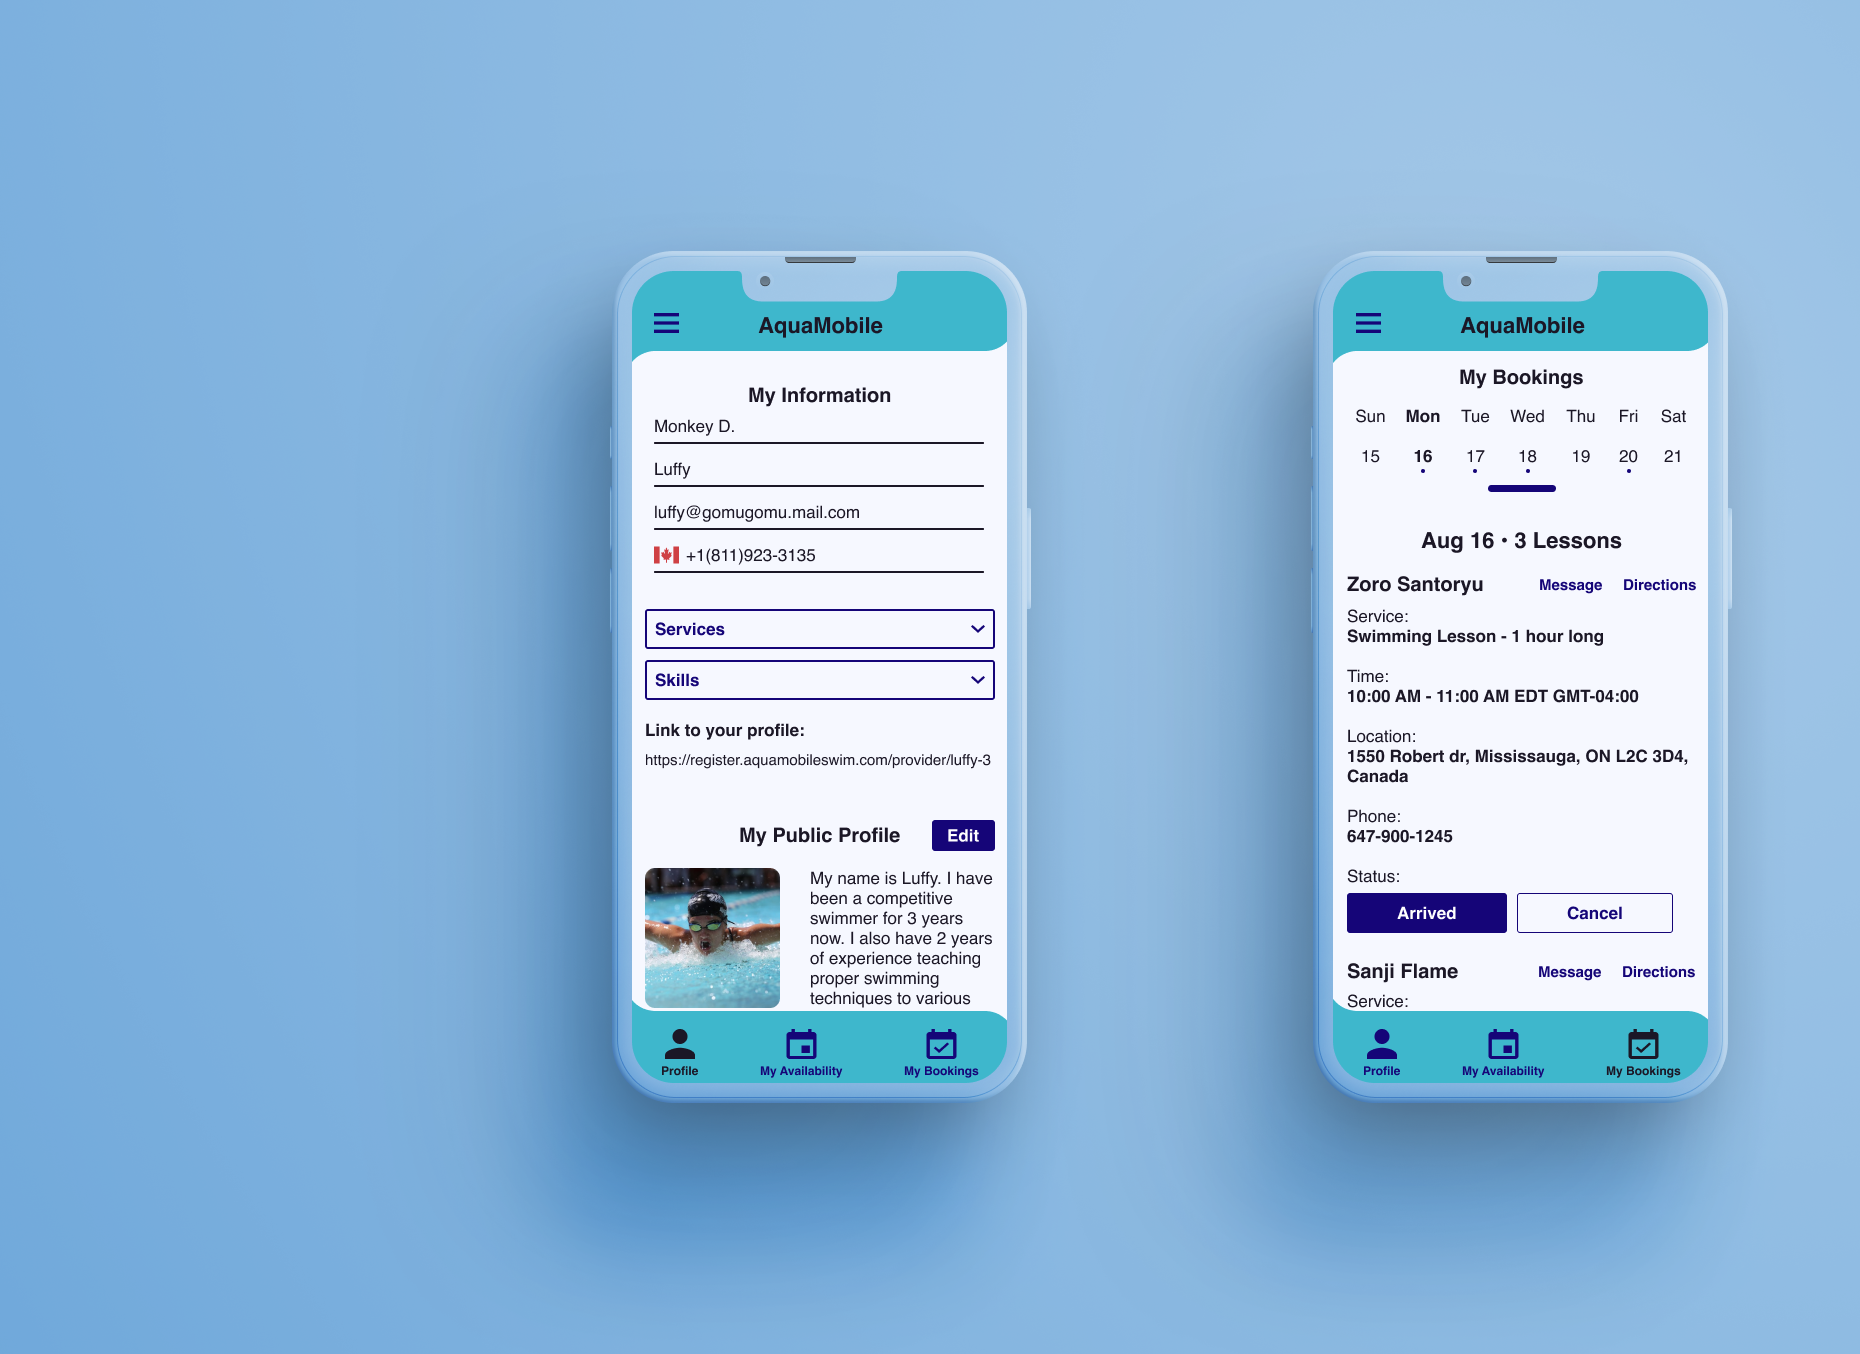 AquaMobile
My Information
Monkey D.
Luffy
luffy@gomugomu.mail.com
+1(811)923-3135
Services
Skills
Link to your profile:
https://register.aquamobileswim.com/provider/luffy-3
My Public Profile
Edit
My name is Luffy. I have
been a competitive
swimmer for 3 years
now. I also have 2 years
of experience teaching
proper swimming
techniques to various
Profile
My Availability
My Bookings
AquaMobile
My Bookings
Sun Mon Tue Wed Thu Fri Sat
15 16 17 18 19 20 21
Aug 16 • 3 Lessons
Zoro Santoryu
Message
Directions
Service:
Swimming Lesson - 1 hour long
Time:
10:00 AM - 11:00 AM EDT GMT-04:00
Location:
1550 Robert dr, Mississauga, ON L2C 3D4,
Canada
Phone:
647-900-1245
Status:
Arrived
Cancel
Sanji Flame
Message
Directions
Service:
Profile
My Availability
My Bookings